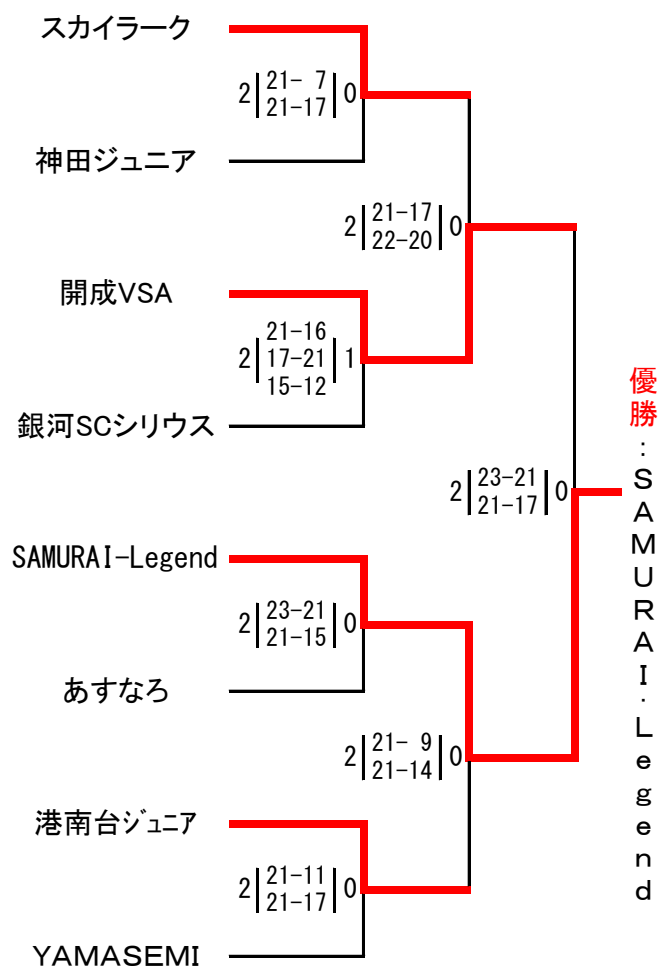 スカイラーク
2 21- 7 0
21-17
神田ジュニア
2 21-17 0
22-20
開成VSA
21-16
2 17-21 1
15-12
銀河SCシリウス
2 23-21 0
21-17
SAMURAI-Legend
2 23-21 0
21-15
あすなろ
2 21- 9 0
21-14
港南台ジュニア
2 21-11 0
21-17
YAMASEMI
優勝:SAMURAI・Legend